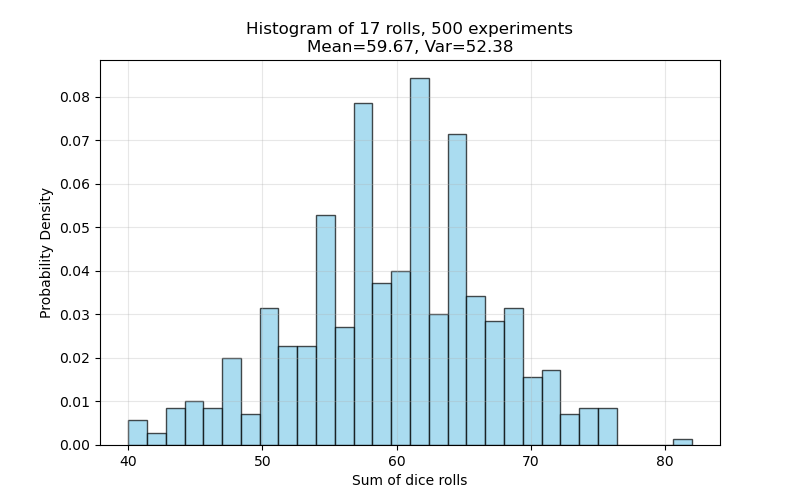 Histogram of 17 rolls, 500 experiments
Mean=59.67, Var=52.38
0.08
0.07
0.06
0.05
0.04
0.03
0.02
0.01
0.00
Probability Density
40 50 60 70 80
Sum of dice rolls